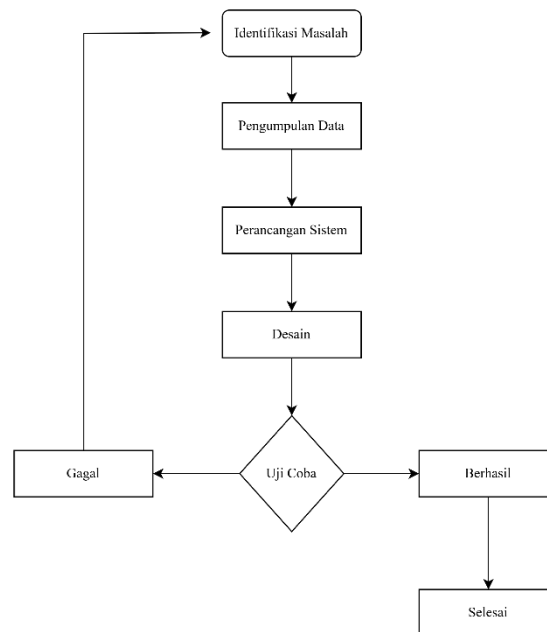 Identifikasi Masalah
Pengumpulan Data
Perancangan Sistem
Desain
Gagal
Uji Coba
Berhasil
Selesai